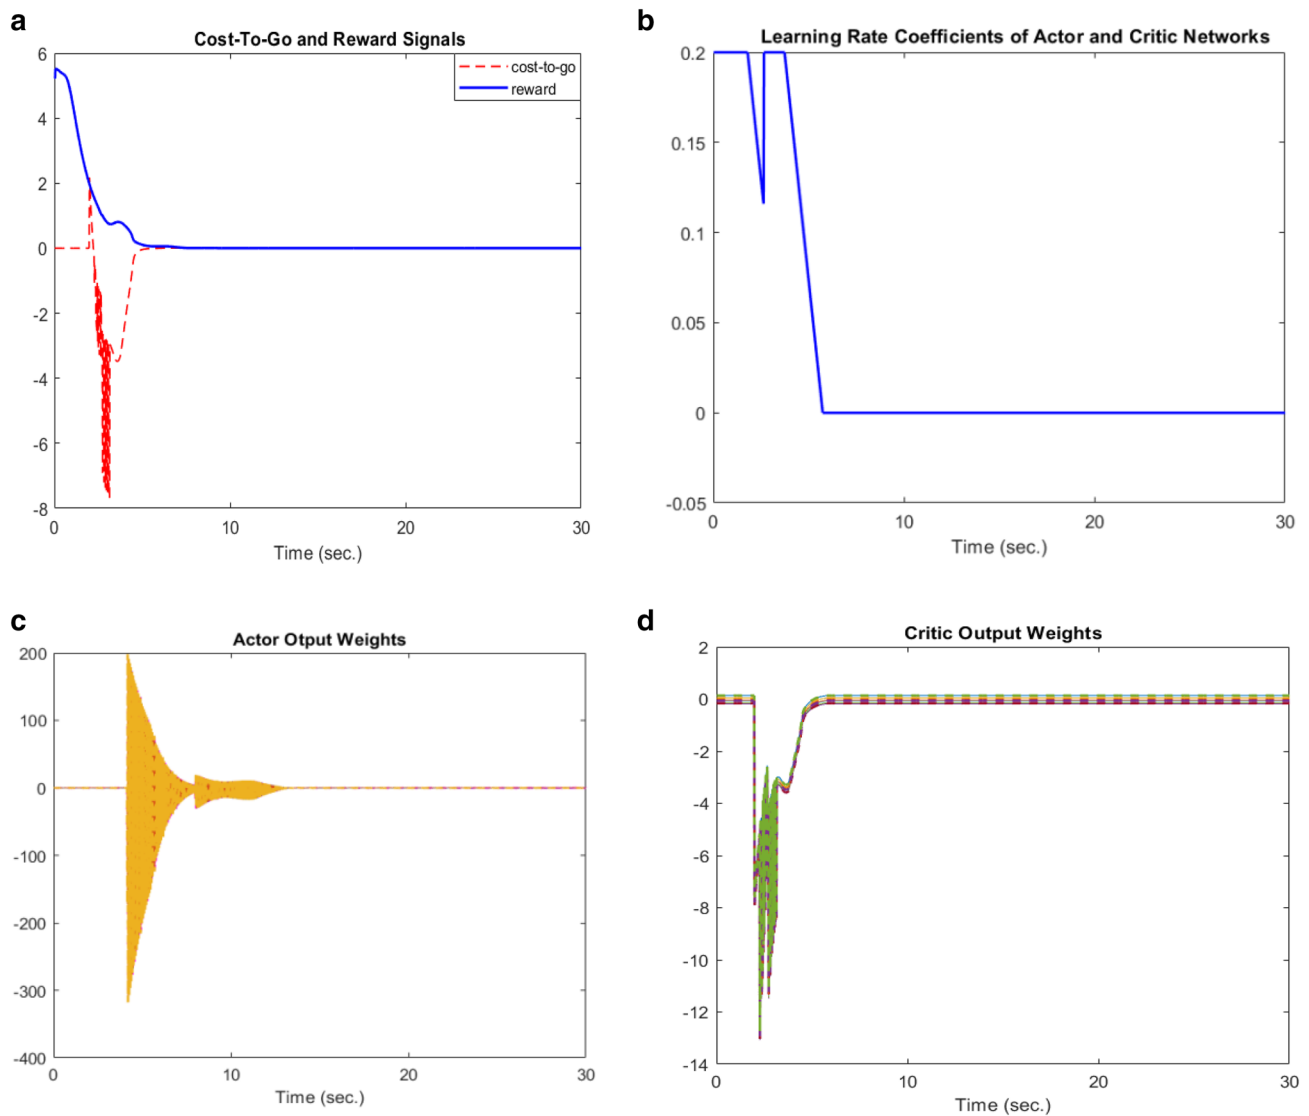 a
Cost-To-Go and Reward Signals
6
4
2
0
-2
-4
-6
-8
cost-to-go
reward
0 10 20 30
Time (sec.)
b
Learning Rate Coefficients of Actor and Critic Networks
0.2
0.15
0.1
0.05
0
-0.05
0 10 20 30
Time (sec.)
c
Actor Otput Weights
200
100
0
-100
-200
-300
-400
0 10 20 30
Time (sec.)
d
Critic Output Weights
2
0
-2
-4
-6
-8
-10
-12
-14
0 10 20 30
Time (sec.)